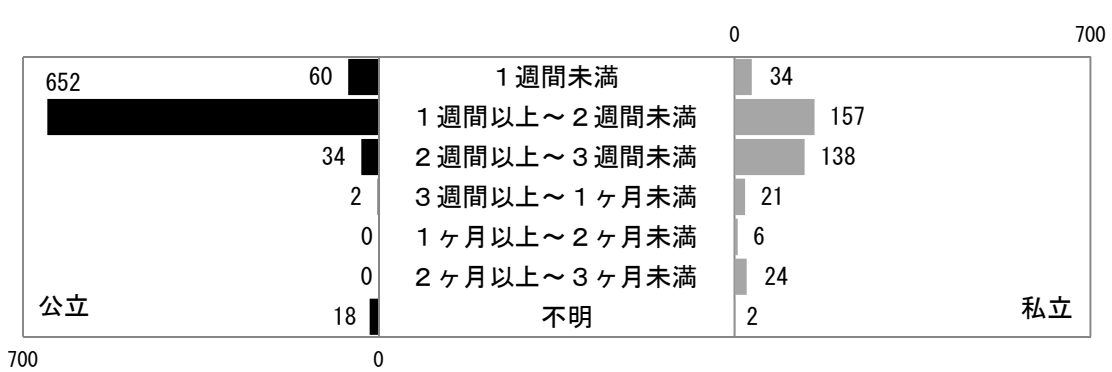 0 700
652 60 １週間未満 34
１週間以上～２週間未満 157
34 ２週間以上～３週間未満 138
2 ３週間以上～１ヶ月未満 21
0 １ヶ月以上～２ヶ月未満 6
0 ２ヶ月以上～３ヶ月未満 24
公立 18 不明 2 私立
700 0